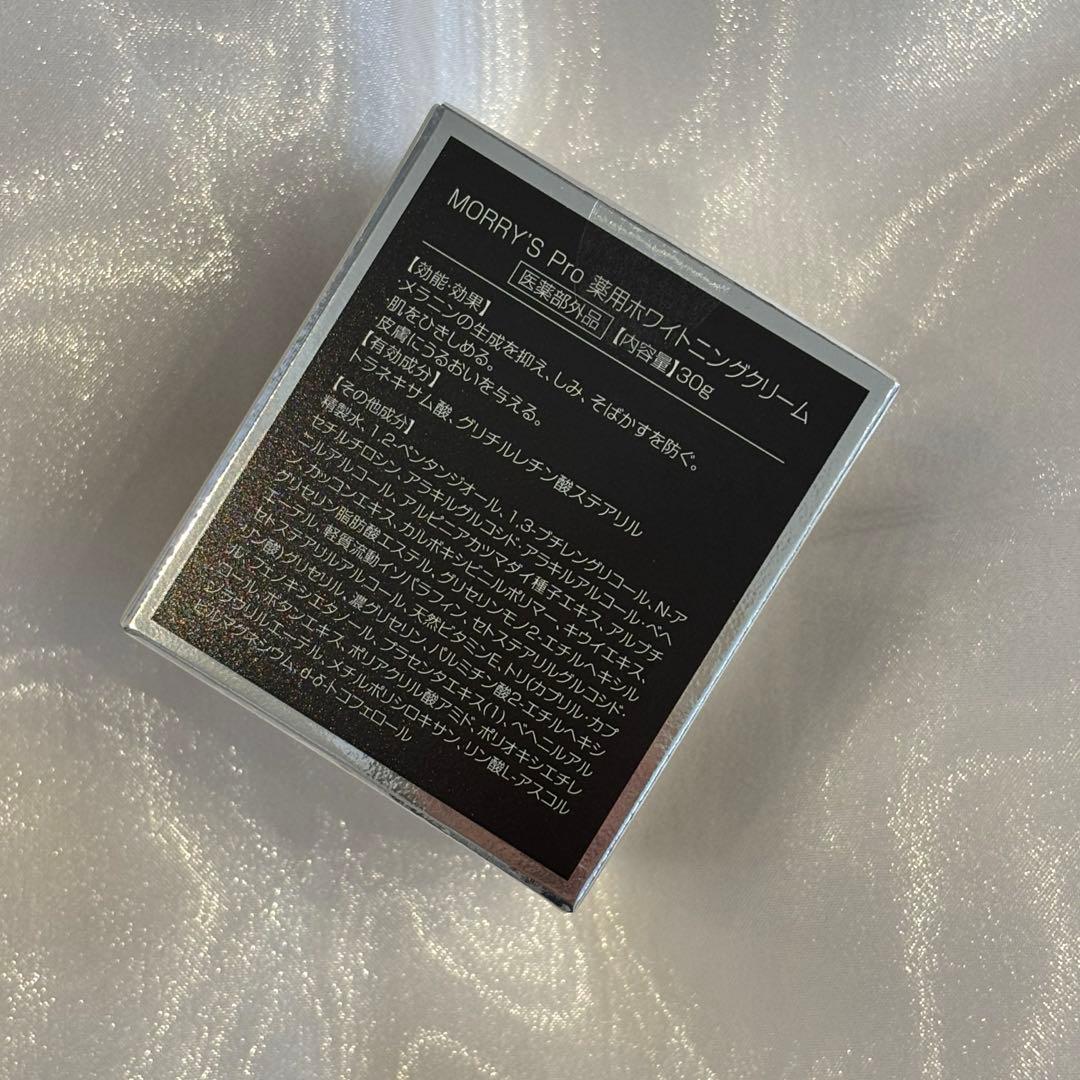 MORRY'S Pro 薬用ホワイトニングクリーム
医薬部外品 【内容量】30g
【効能・効果】
メラニンの生成を抑え、しみ、そばかすを防ぐ。
肌をひきしめる。
皮膚にうるおいを与える。
【有効成分】
トラネキサム酸、グリチルレチン酸ステアリル
【その他成分】
精製水、1,2-ペンタンジオール、1,3-ブチレングリコール、N-ア
セチルチロシン、アラキルグルコシド・アラキルアルコール・ベヘ
ニルアルコール、アルピニアカツマダイ種子エキス、アルブチ
ン、カッコンエキス、カルボキシビニルポリマー、キウイエキス、
グリセリン脂肪酸エステル、グリセリンモノ2-エチルヘキシル
エーテル、軽質流動イソパラフィン、セトステアリルグルコシド・
セトステアリルアルコール、天然ビタミンE、トリ(カプリル・カプ
リン酸)グリセリル、濃グリセリン、パルミチン酸2-エチルヘキシ
ル、フェノキシエタノール、プラセンタエキス(1)、ベヘニルアル
コール、ボタンエキス、ポリアクリル酸アミド、ポリオキシエチレ
ンラウリルエーテル、メチルポリシロキサン、リン酸L-アスコル
ビルマグネシウム、d-δ-トコフェロール